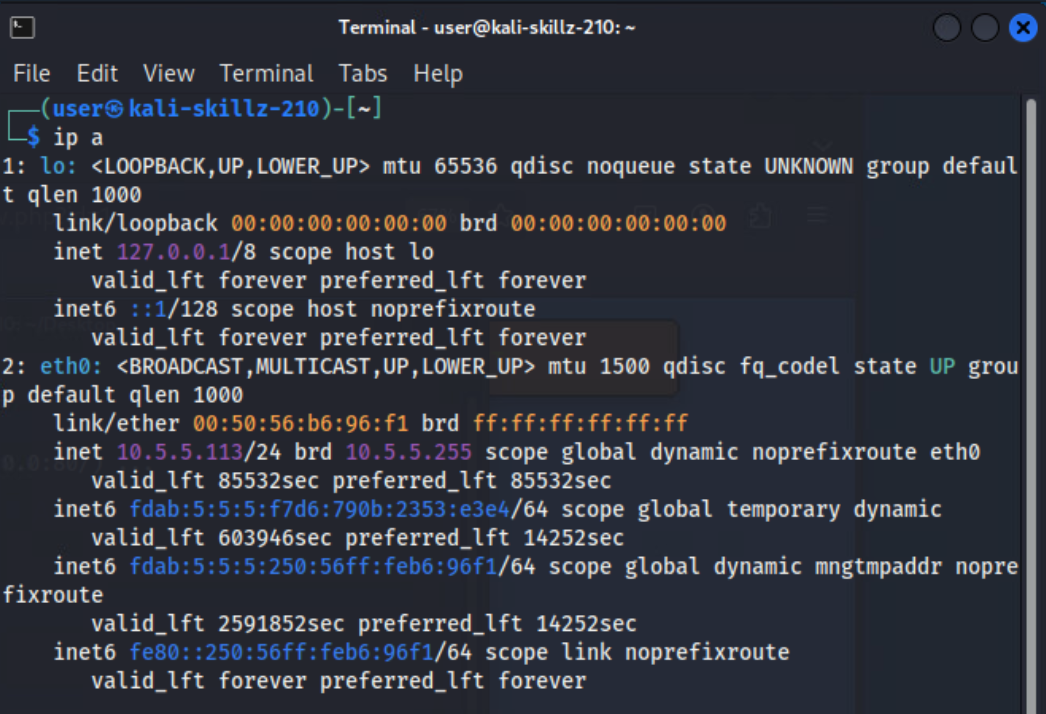 Terminal - user@kali-skillz-210: ~
File Edit View Terminal Tabs Help
┌──(user㉿kali-skillz-210)-[~]
└─$ ip a
1: lo: <LOOPBACK,UP,LOWER_UP> mtu 65536 qdisc noqueue state UNKNOWN group defaul
t qlen 1000
    link/loopback 00:00:00:00:00:00 brd 00:00:00:00:00:00
    inet 127.0.0.1/8 scope host lo
       valid_lft forever preferred_lft forever
    inet6 ::1/128 scope host noprefixroute
       valid_lft forever preferred_lft forever
2: eth0: <BROADCAST,MULTICAST,UP,LOWER_UP> mtu 1500 qdisc fq_codel state UP grou
p default qlen 1000
    link/ether 00:50:56:b6:96:f1 brd ff:ff:ff:ff:ff:ff
    inet 10.5.5.113/24 brd 10.5.5.255 scope global dynamic noprefixroute eth0
       valid_lft 85532sec preferred_lft 85532sec
    inet6 fdab:5:5:5:f7d6:790b:2353:e3e4/64 scope global temporary dynamic
       valid_lft 603946sec preferred_lft 14252sec
    inet6 fdab:5:5:5:250:56ff:feb6:96f1/64 scope global dynamic mngtmpaddr nopre
fixroute
       valid_lft 2591852sec preferred_lft 14252sec
    inet6 fe80::250:56ff:feb6:96f1/64 scope link noprefixroute
       valid_lft forever preferred_lft forever